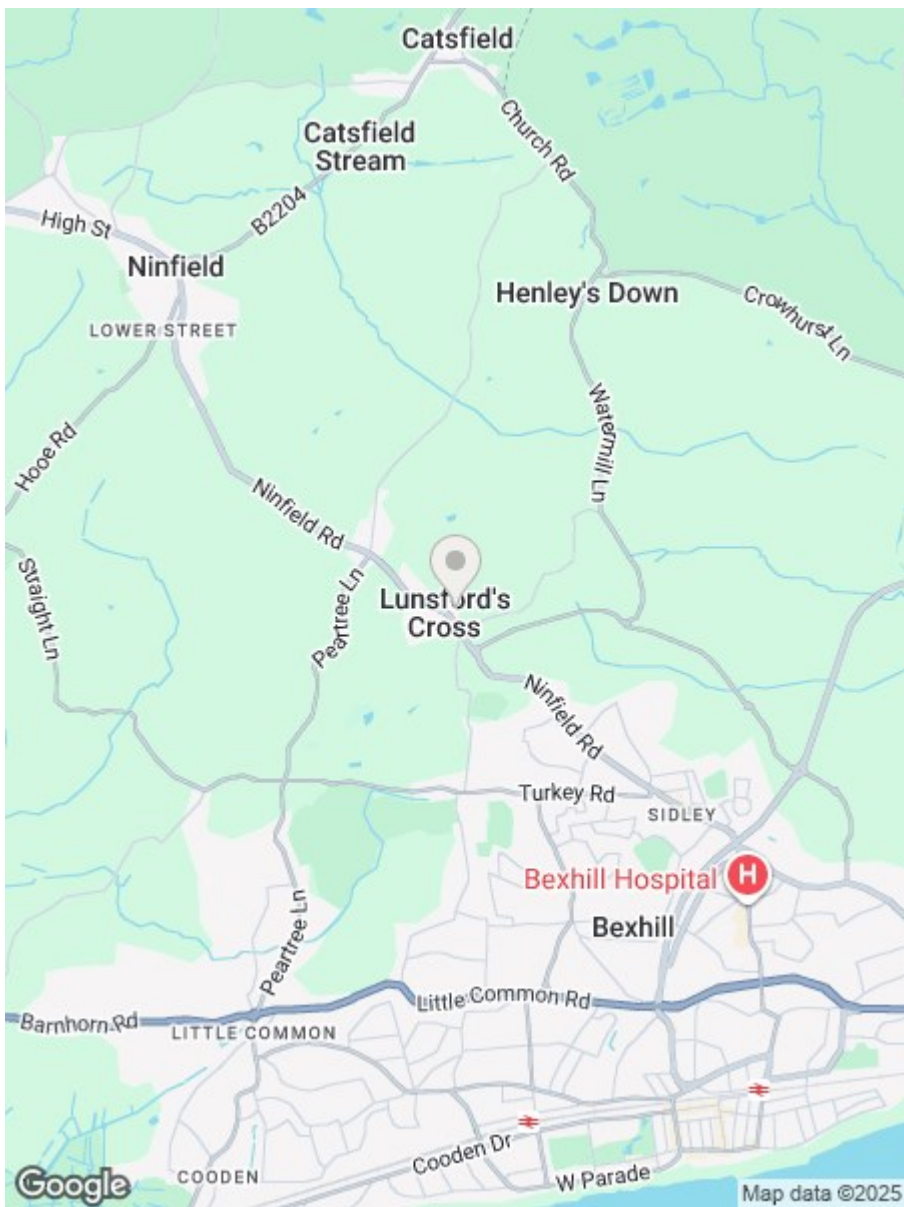 Catsfield
Church Rd
Catsfield
Stream
B2204
High St
Ninfield
Henley's Down
Crowhurst Ln
LOWER STREET
Hooe Rd
Watermill Ln
Ninfield Rd
Straight Ln
Peartree Ln
Lunsford's
Cross
Ninfield Rd
Turkey Rd
SIDLEY
Bexhill Hospital
H
Bexhill
Peartree Ln
Little Common Rd
Barnhorn Rd
LITTLE COMMON
Cooden Dr
COODEN
W Parade
Google
Map data ©2025